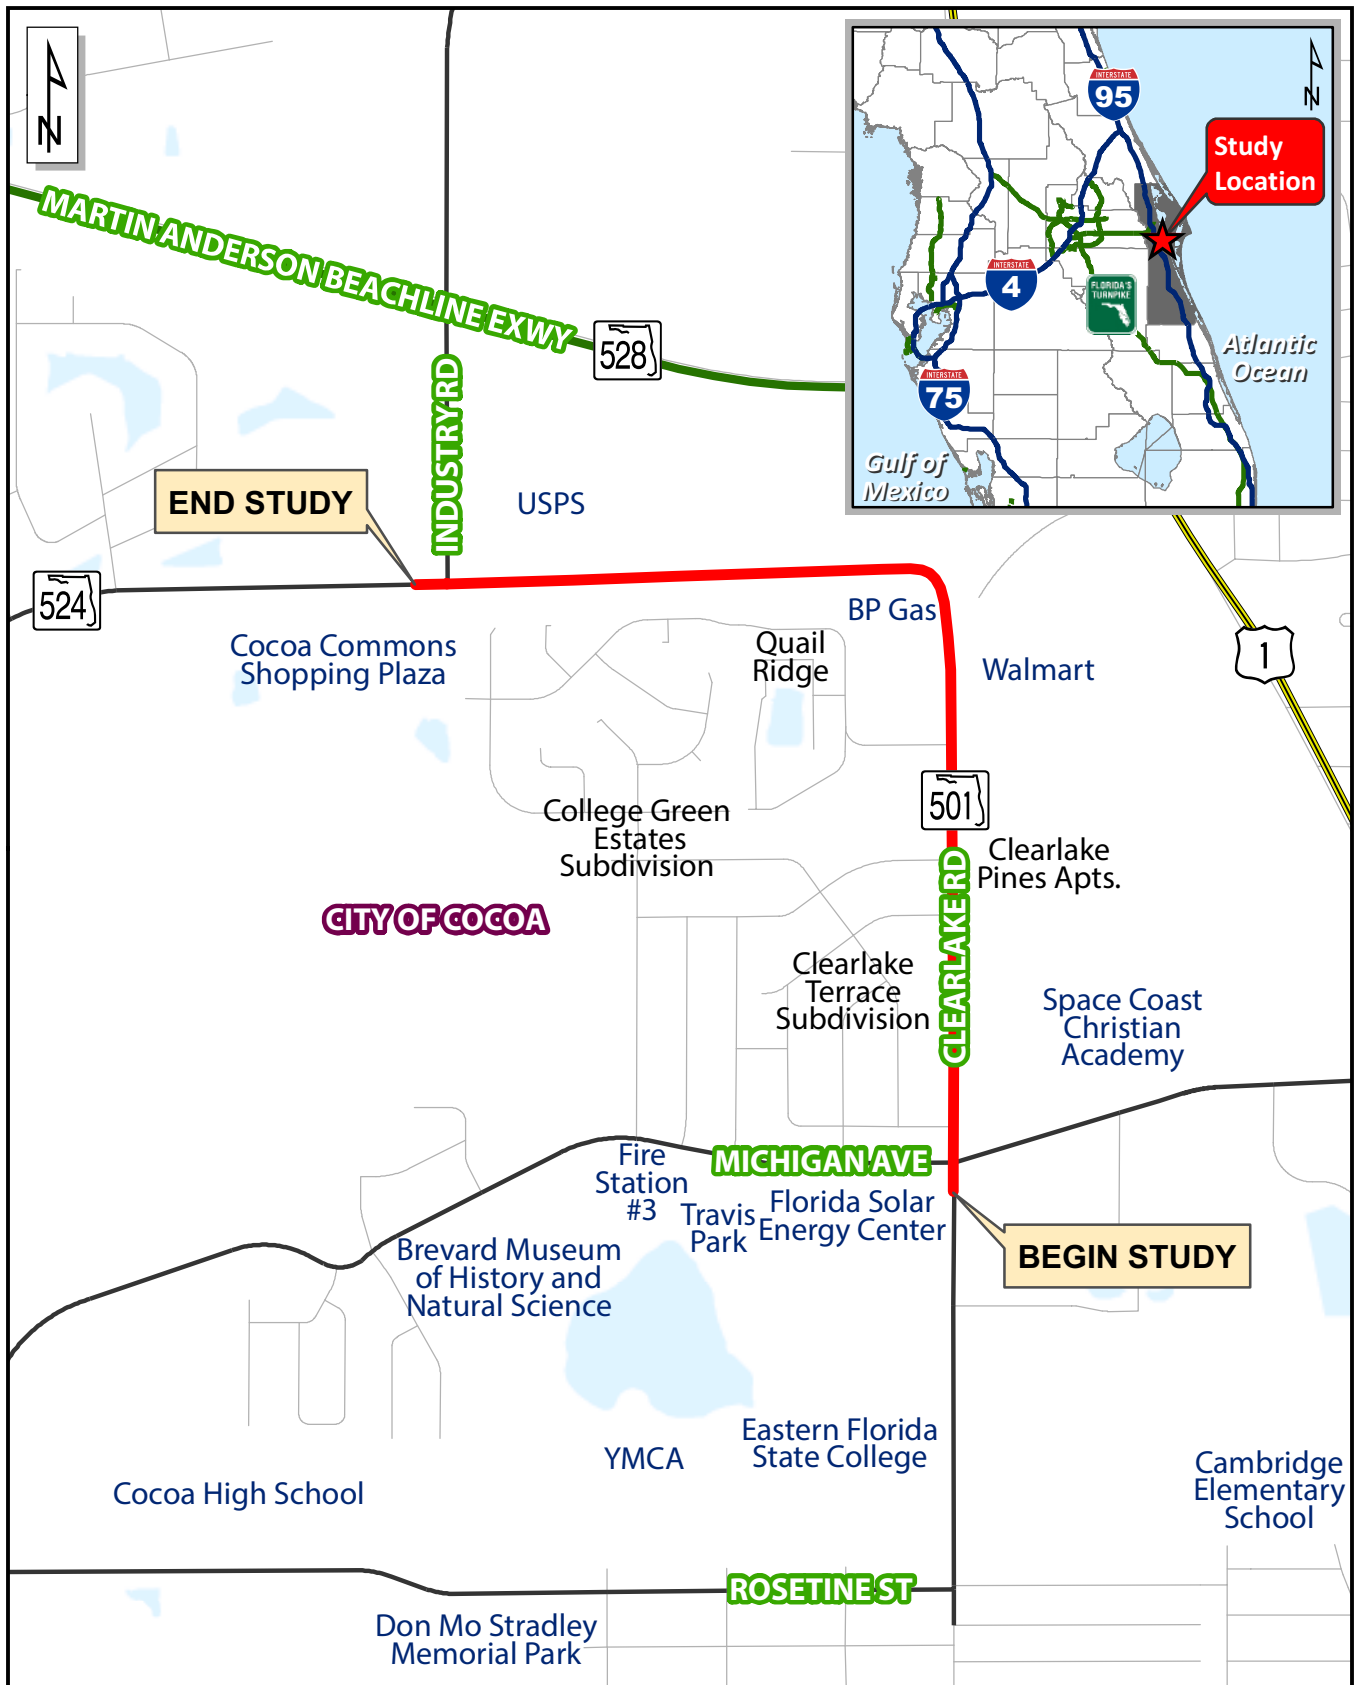 N
INTERSTATE
95
N
Study
Location
MARTIN ANDERSON BEACHLINE EXWY
528
INTERSTATE
4
FLORIDA'S
TURNPIKE
Atlantic
Ocean
INTERSTATE
75
Gulf of
Mexico
INDUSTRY RD
END STUDY
USPS
524
BP Gas
Cocoa Commons
Shopping Plaza
Quail
Ridge
Walmart
1
501
College Green
Estates
Subdivision
Clearlake
Pines Apts.
CLEARLAKE RD
CITY OF COCOA
Clearlake
Terrace
Subdivision
Space Coast
Christian
Academy
MICHIGAN AVE
Fire
Station
#3
Travis
Park
Florida Solar
Energy Center
BEGIN STUDY
Brevard Museum
of History and
Natural Science
Eastern Florida
State College
YMCA
Cocoa High School
Cambridge
Elementary
School
ROSETINE ST
Don Mo Stradley
Memorial Park